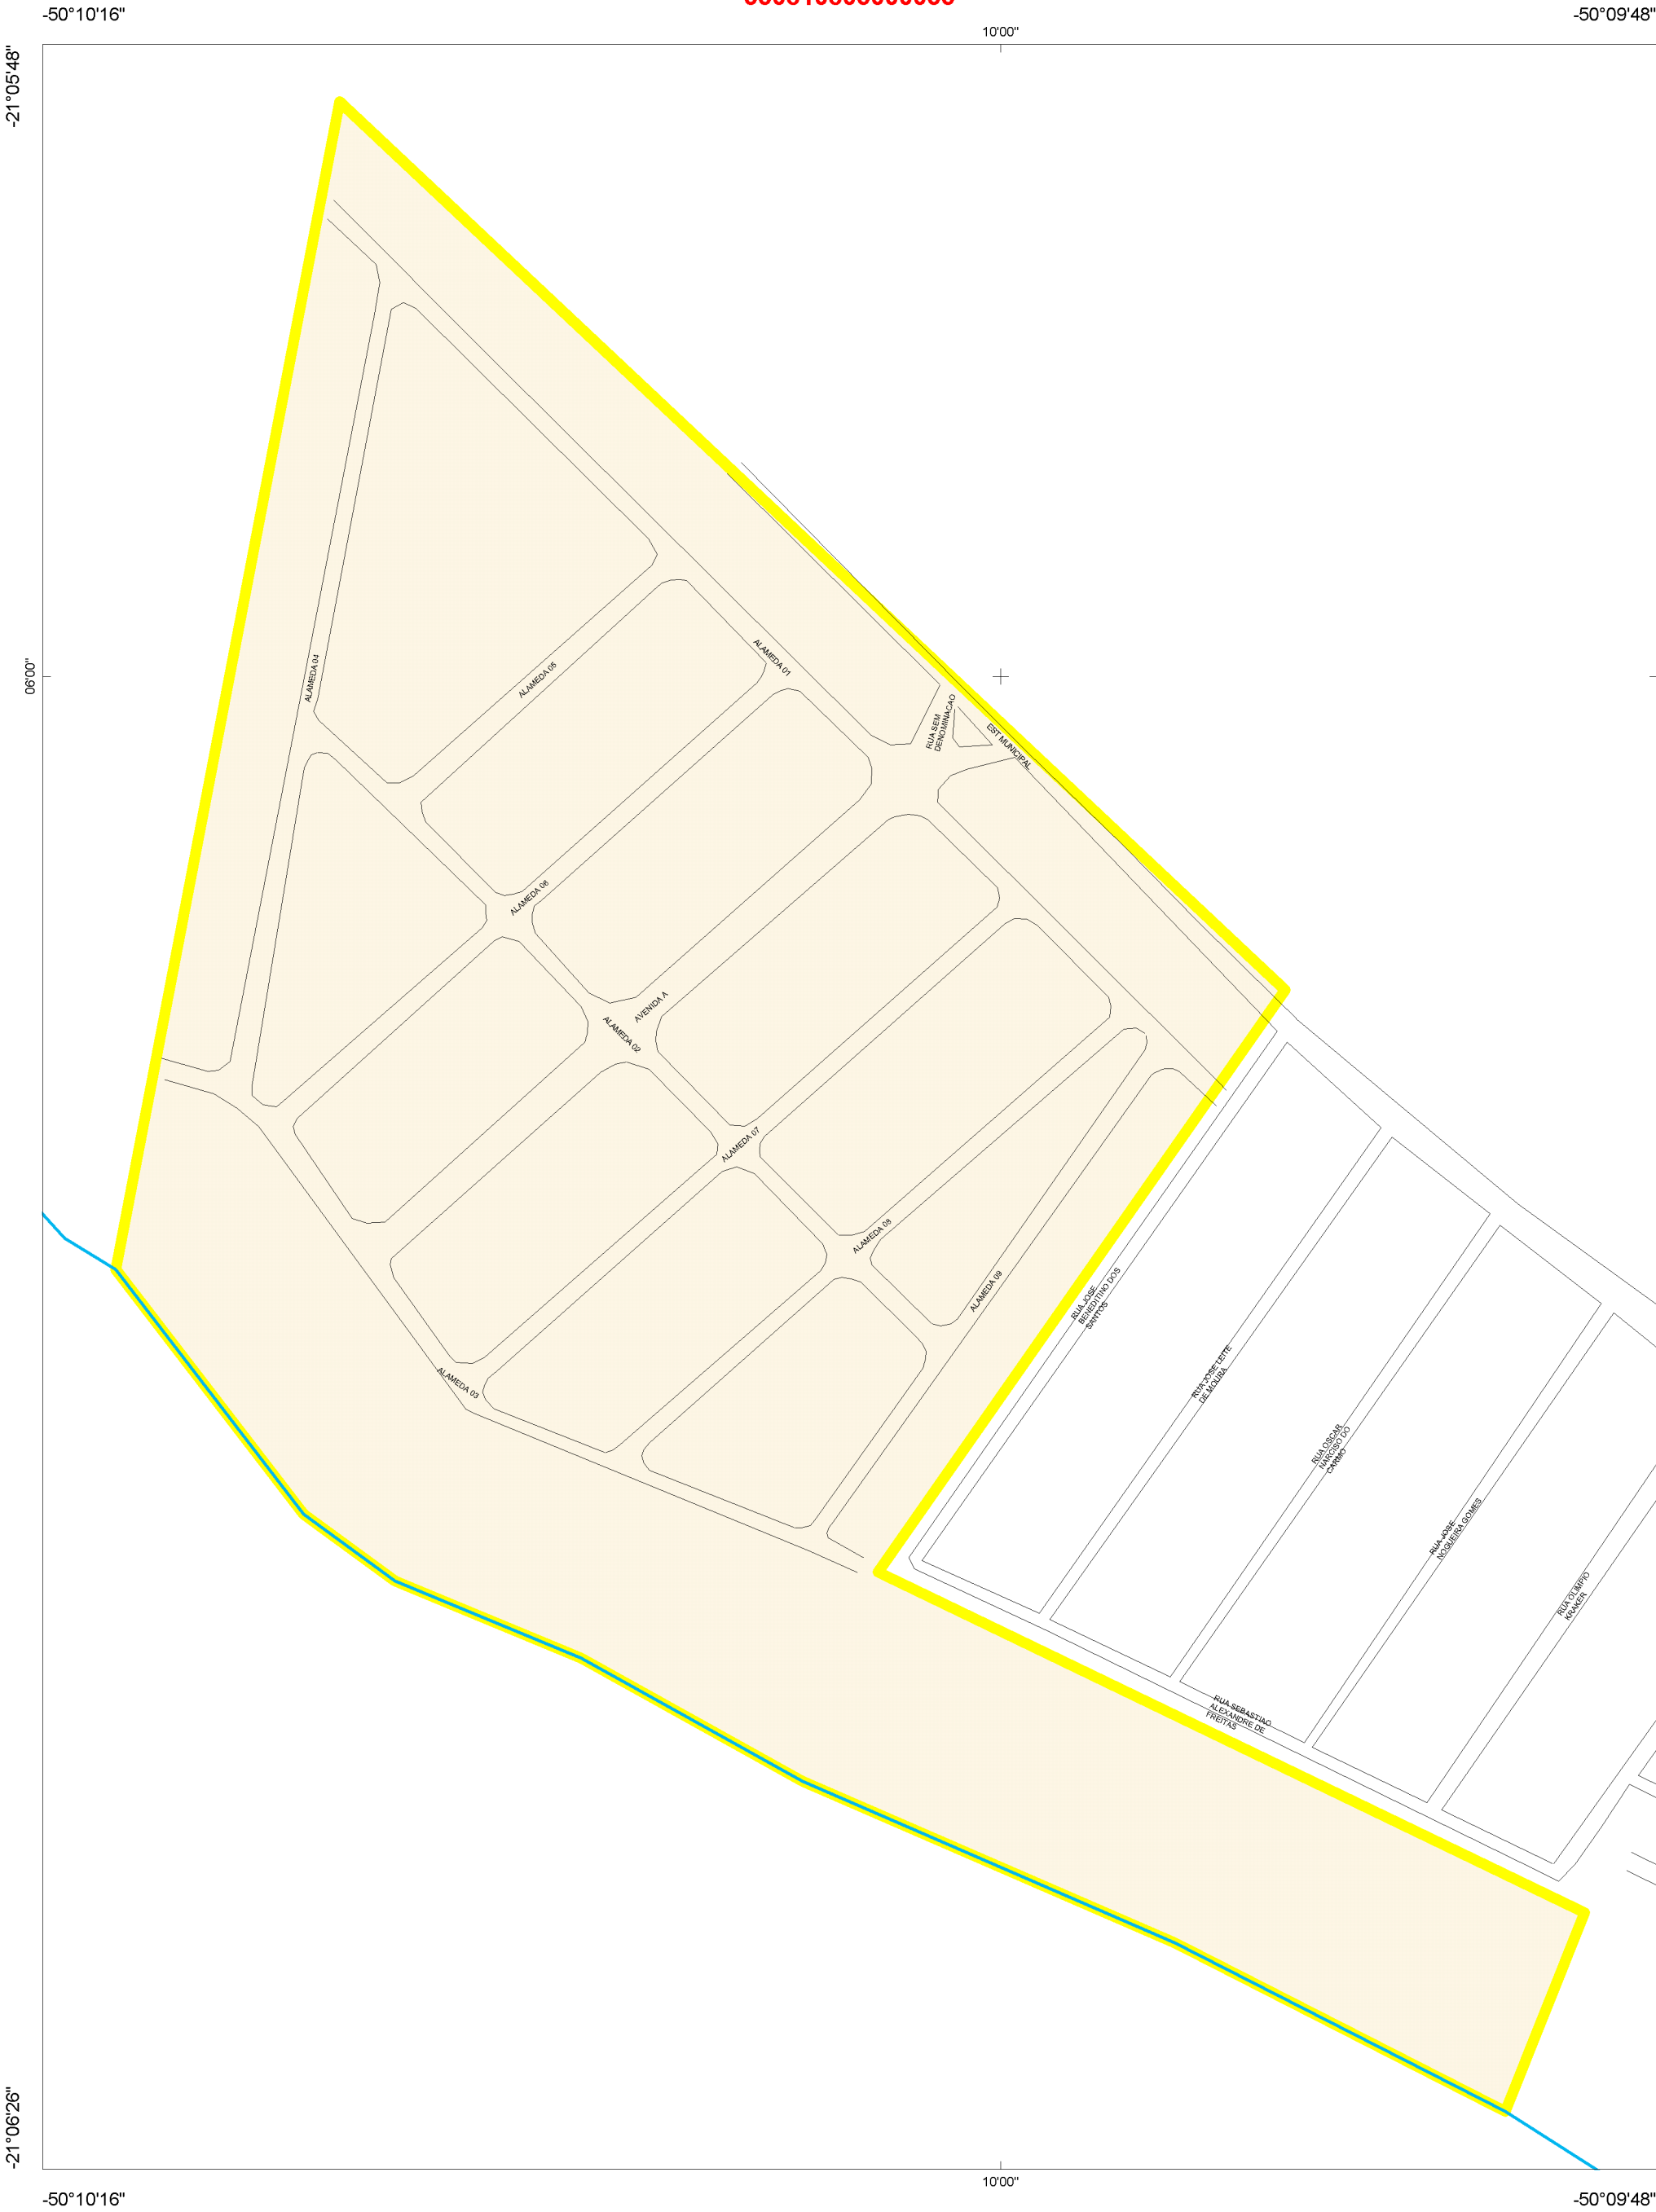 -50°10'16"
-50°09'48"
10'00"
-21°05'48"
06'00"
ALAMEDA 01
ALAMEDA 04
ALAMEDA 05
RUA SEM
DENOMINACAO
EST MUNICIPAL
ALAMEDA 06
AVENIDA A
ALAMEDA 02
ALAMEDA 07
ALAMEDA 08
ALAMEDA 09
RUA JOSE
BENEDITINO DOS
SANTOS
RUA JOSE LEITE
DE MOURA
ALAMEDA 03
RUA OSCAR
NARCISO DO
CARMO
RUA JOSE
NOGUEIRA GOMES
RUA OLIMPIO
KRAKER
RUA SEBASTIAO
ALEXANDRE DE
FREITAS
-21°06'26"
10'00"
-50°10'16"
-50°09'48"